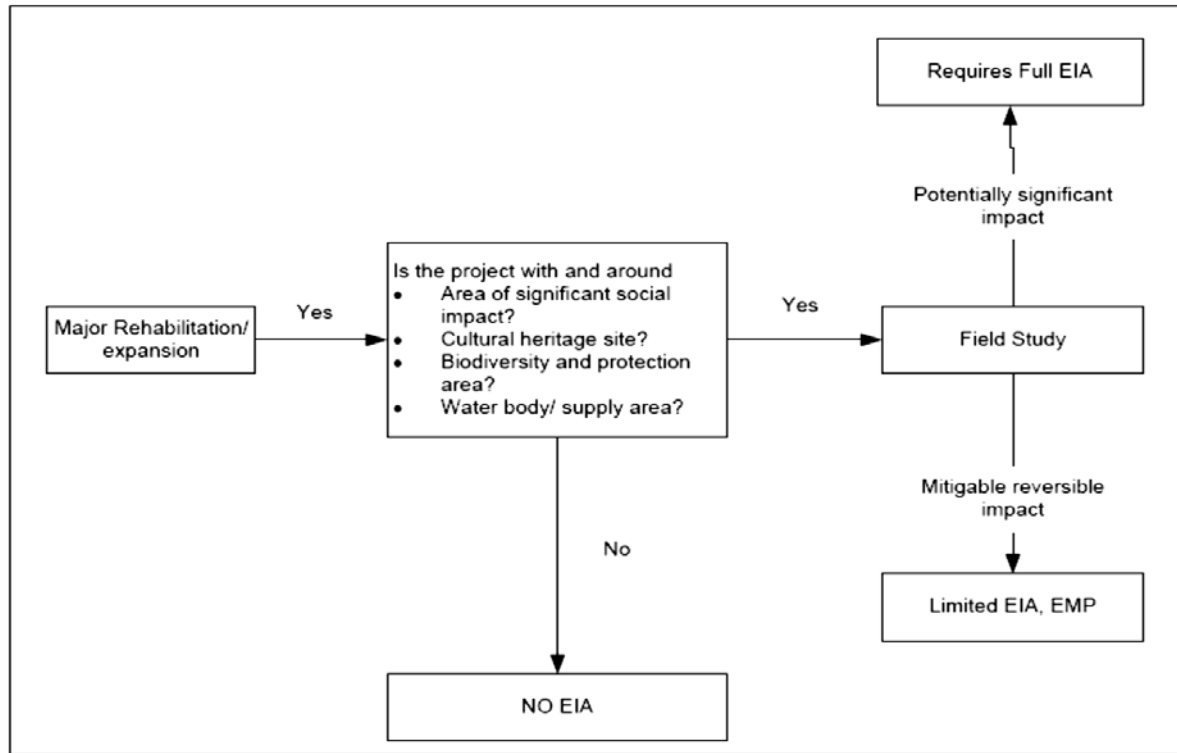 Requires Full EIA
Potentially significant
impact
Is the project with and around
• Area of significant social
impact?
• Cultural heritage site?
• Biodiversity and protection
area?
• Water body/ supply area?
Major Rehabilitation/
expansion
Yes
Yes
Field Study
Mitigable reversible
impact
No
Limited EIA, EMP
NO EIA